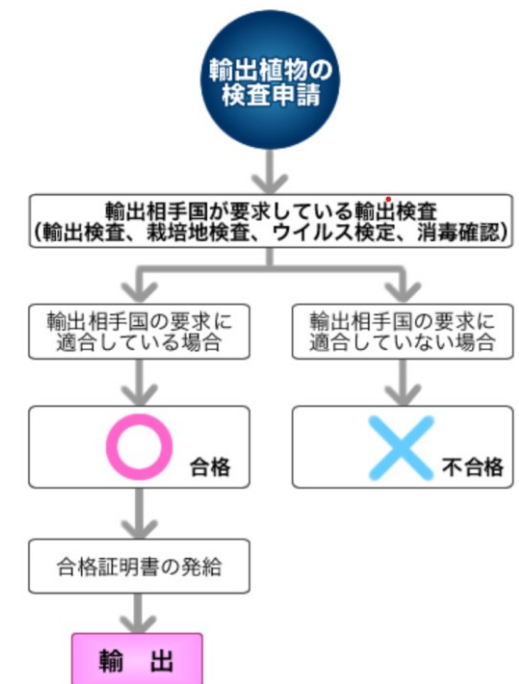 輸出植物の
検査申請
輸出相手国が要求している輸出検査
(輸出検査、栽培地検査、ウイルス検定、消毒確認)
輸出相手国の要求に
適合している場合
輸出相手国の要求に
適合していない場合
合格
不合格
合格証明書の発給
輸 出